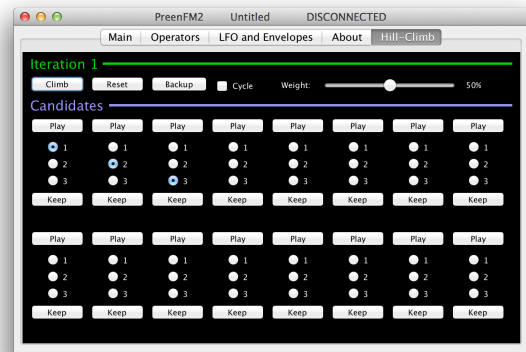 PreenFM2 Untitled DISCONNECTED
Main Operators LFO and Envelopes About Hill-Climb
Iteration 1
Climb Reset Backup Cycle Weight: 50%
Candidates
Play Play Play Play Play Play Play Play
1 1 1 1 1 1 1 1
2 2 2 2 2 2 2 2
3 3 3 3 3 3 3 3
Keep Keep Keep Keep Keep Keep Keep Keep
Play Play Play Play Play Play Play Play
1 1 1 1 1 1 1 1
2 2 2 2 2 2 2 2
3 3 3 3 3 3 3 3
Keep Keep Keep Keep Keep Keep Keep Keep